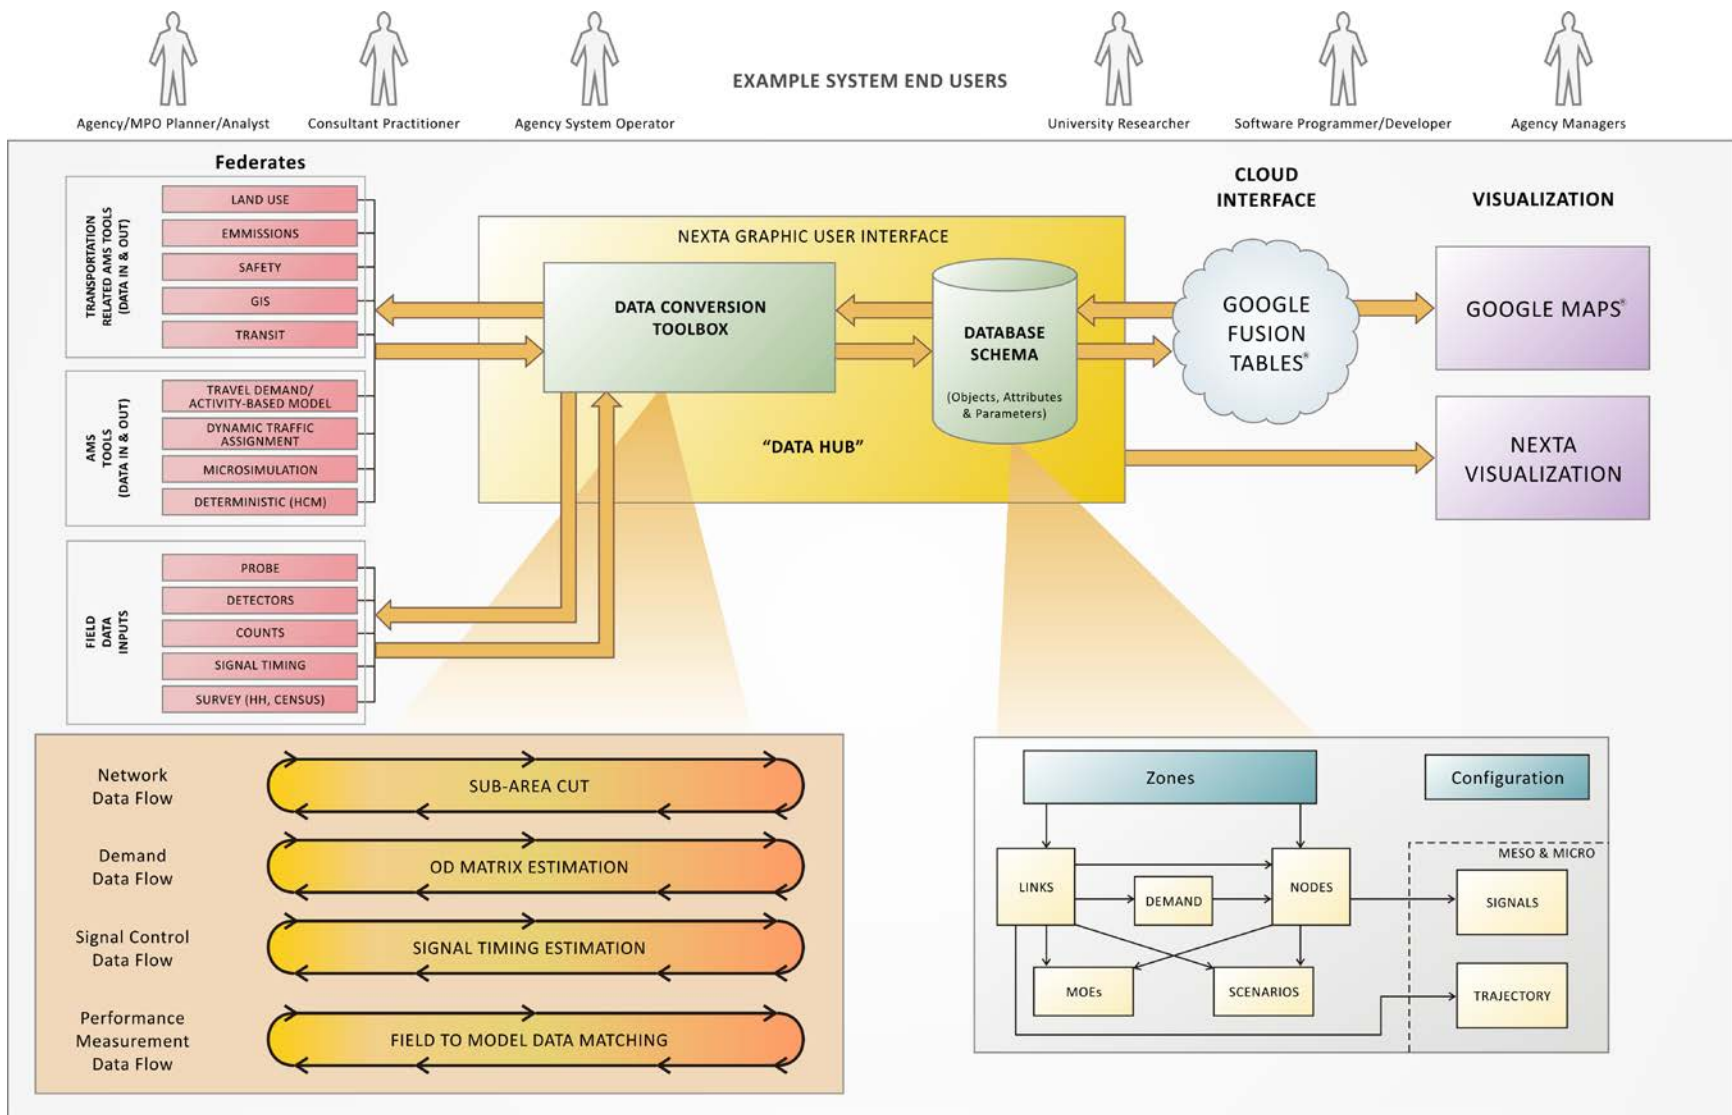 EXAMPLE SYSTEM END USERS
Agency/MPO Planner/Analyst
Consultant Practitioner
Agency System Operator
University Researcher
Software Programmer/Developer
Agency Managers
Federates
TRANSPORTATION
RELATED AMS TOOLS
(DATA IN & OUT)
LAND USE
EMMISSIONS
SAFETY
GIS
TRANSIT
AMS
TOOLS
(DATA IN & OUT)
TRAVEL DEMAND/
ACTIVITY-BASED MODEL
DYNAMIC TRAFFIC
ASSIGNMENT
MICROSIMULATION
DETERMINISTIC (HCM)
FIELD
DATA
INPUTS
PROBE
DETECTORS
COUNTS
SIGNAL TIMING
SURVEY (HH, CENSUS)
NEXTA GRAPHIC USER INTERFACE
DATA CONVERSION
TOOLBOX
DATABASE
SCHEMA
(Objects, Attributes
& Parameters)
“DATA HUB”
CLOUD
INTERFACE
GOOGLE
FUSION
TABLES®
VISUALIZATION
GOOGLE MAPS®
NEXTA
VISUALIZATION
Network
Data Flow
SUB-AREA CUT
Demand
Data Flow
OD MATRIX ESTIMATION
Signal Control
Data Flow
SIGNAL TIMING ESTIMATION
Performance
Measurement
Data Flow
FIELD TO MODEL DATA MATCHING
Zones
Configuration
MESO & MICRO
LINKS
DEMAND
NODES
SIGNALS
MOEs
SCENARIOS
TRAJECTORY